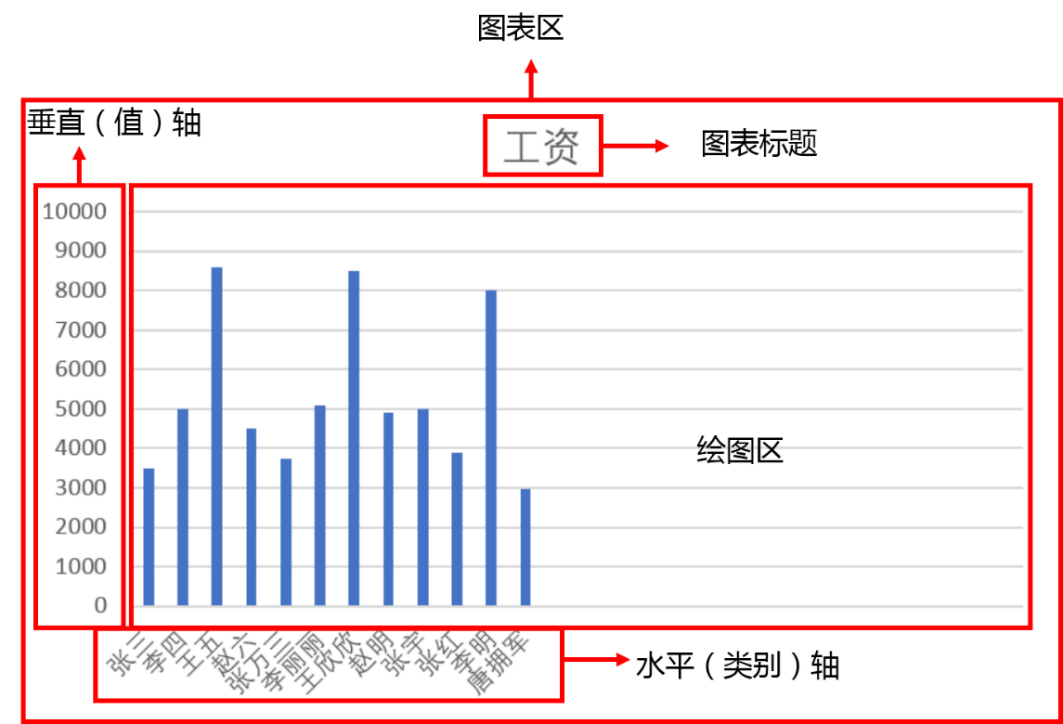 图表区
垂直（值）轴
工资
图表标题
10000
9000
8000
7000
6000
5000
4000
3000
2000
1000
0
绘图区
张三
李四
王五
赵六
张万三
李丽丽
王欣欣
赵明
张宇
张红
李明
唐拥军
水平（类别）轴